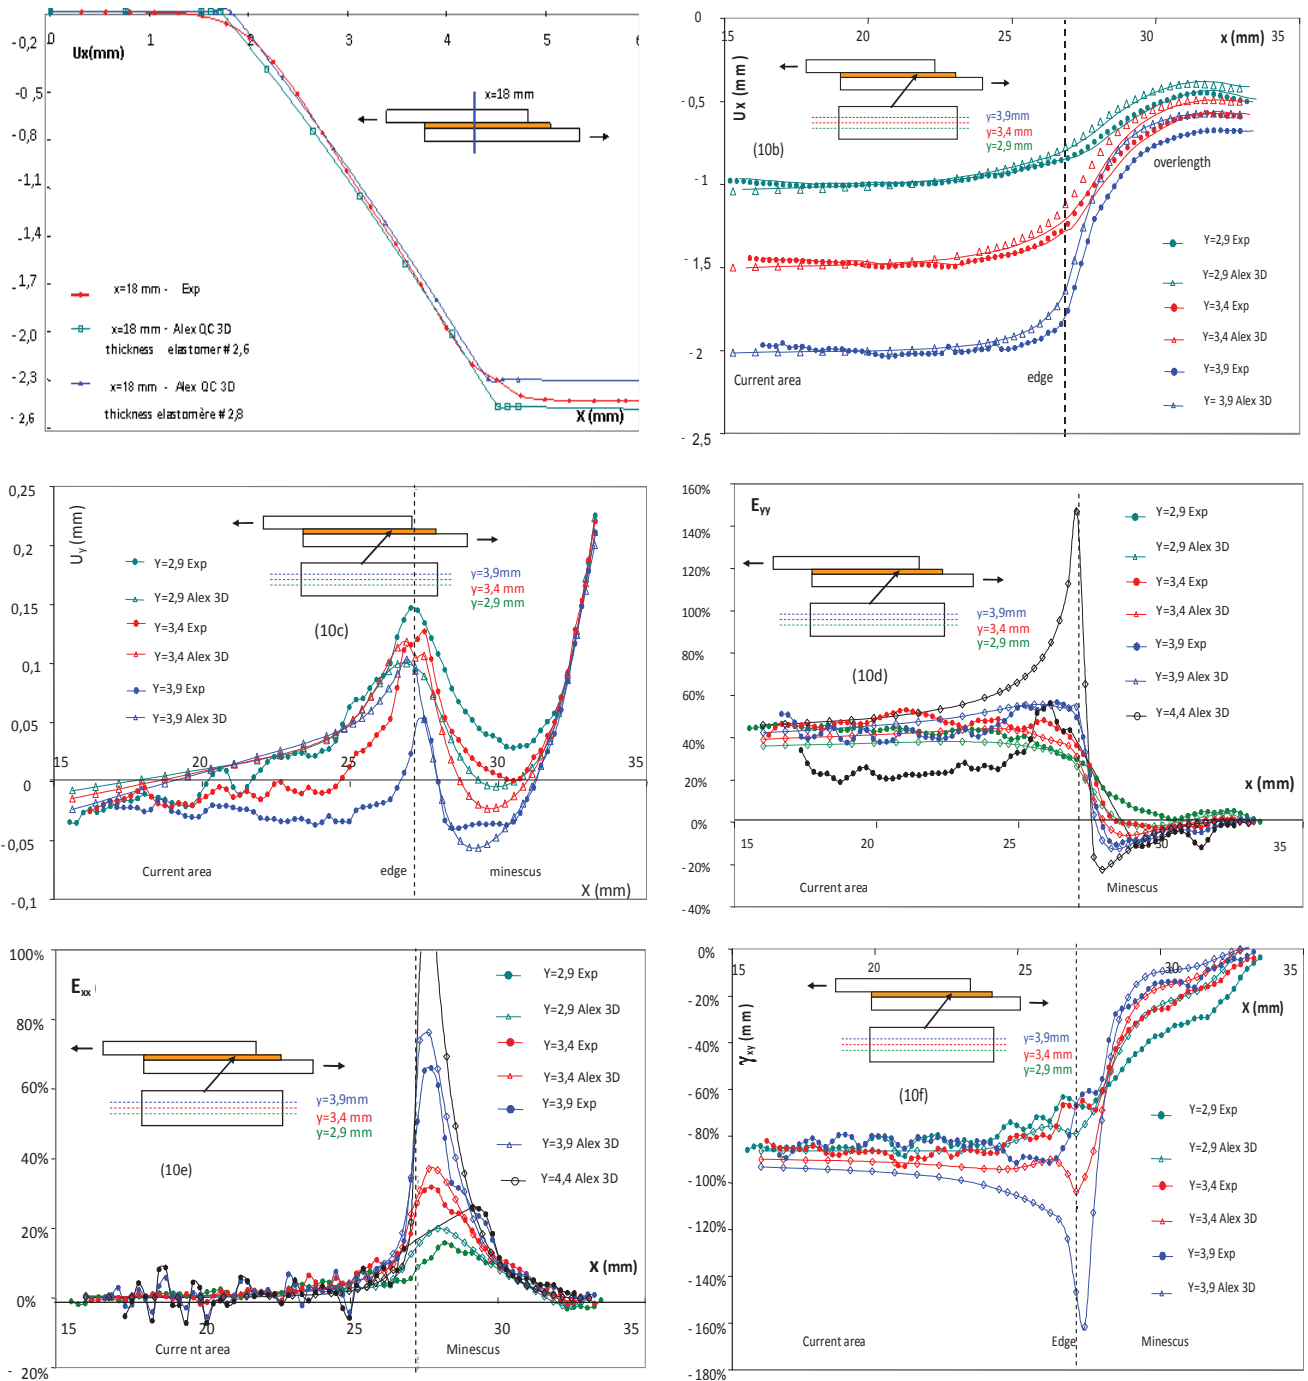 0 1 2 3 4 5 6
Ux(mm)
-0,2
-0,5
-0,8
-1,1
-1,4
-1,7
-2,0
-2,3
-2,6
x=18 mm
x=18 mm - Exp
x=18 mm - Alex QC 3D
thickness elastomer # 2,6
x=18 mm - Alex QC 3D
thickness elastomère # 2,8
X (mm)
0
15 20 25 30 35
x (mm)
Ux (mm)
- 0,5
- 1
- 1,5
- 2
- 2,5
y=3,9mm
y=3,4 mm
y=2,9 mm
(10b)
overlength
Y=2,9 Exp
Y=2,9 Alex 3D
Y=3,4 Exp
Y=3,4 Alex 3D
Y=3,9 Exp
Y= 3,9 Alex 3D
Current area
edge
0,25
0,2
0,15
0,1
0,05
0
-0,05
-0,1
Uy (mm)
15 20 25 30 35
Y=2,9 Exp
Y=2,9 Alex 3D
Y=3,4 Exp
Y=3,4 Alex 3D
Y=3,9 Exp
Y=3,9 Alex 3D
y=3,9mm
y=3,4 mm
y=2,9 mm
(10c)
Current area
edge
minescus
X (mm)
160%
140%
120%
100%
80%
60%
40%
20%
0%
- 20%
- 40%
Eyy
Y=2,9 Exp
Y=2,9 Alex 3D
Y=3,4 Exp
Y=3,4 Alex 3D
Y=3,9 Exp
Y=3,9 Alex 3D
Y=4,4 Alex 3D
y=3,9mm
y=3,4 mm
y=2,9 mm
(10d)
x (mm)
15 20 25 30 35
Current area
Minescus
100%
80%
60%
40%
20%
0%
- 20%
Exx
Y=2,9 Exp
Y=2,9 Alex 3D
Y=3,4 Exp
Y=3,4 Alex 3D
Y=3,9 Exp
Y=3,9 Alex 3D
Y=4,4 Alex 3D
y=3,9mm
y=3,4 mm
y=2,9 mm
(10e)
X (mm)
15 20 25 30 35
Current area
Minescus
0%
- 20%
- 40%
- 60%
- 80%
- 100%
- 120%
- 140%
- 160%
- 180%
15 20 25 30 35
X (mm)
γxy (mm)
y=3,9mm
y=3,4 mm
y=2,9 mm
(10f)
Y=2,9 Exp
Y=2,9 Alex 3D
Y=3,4 Exp
Y=3,4 Alex 3D
Y=3,9 Exp
Y=3,9 Alex 3D
Current area
Edge
Minescus